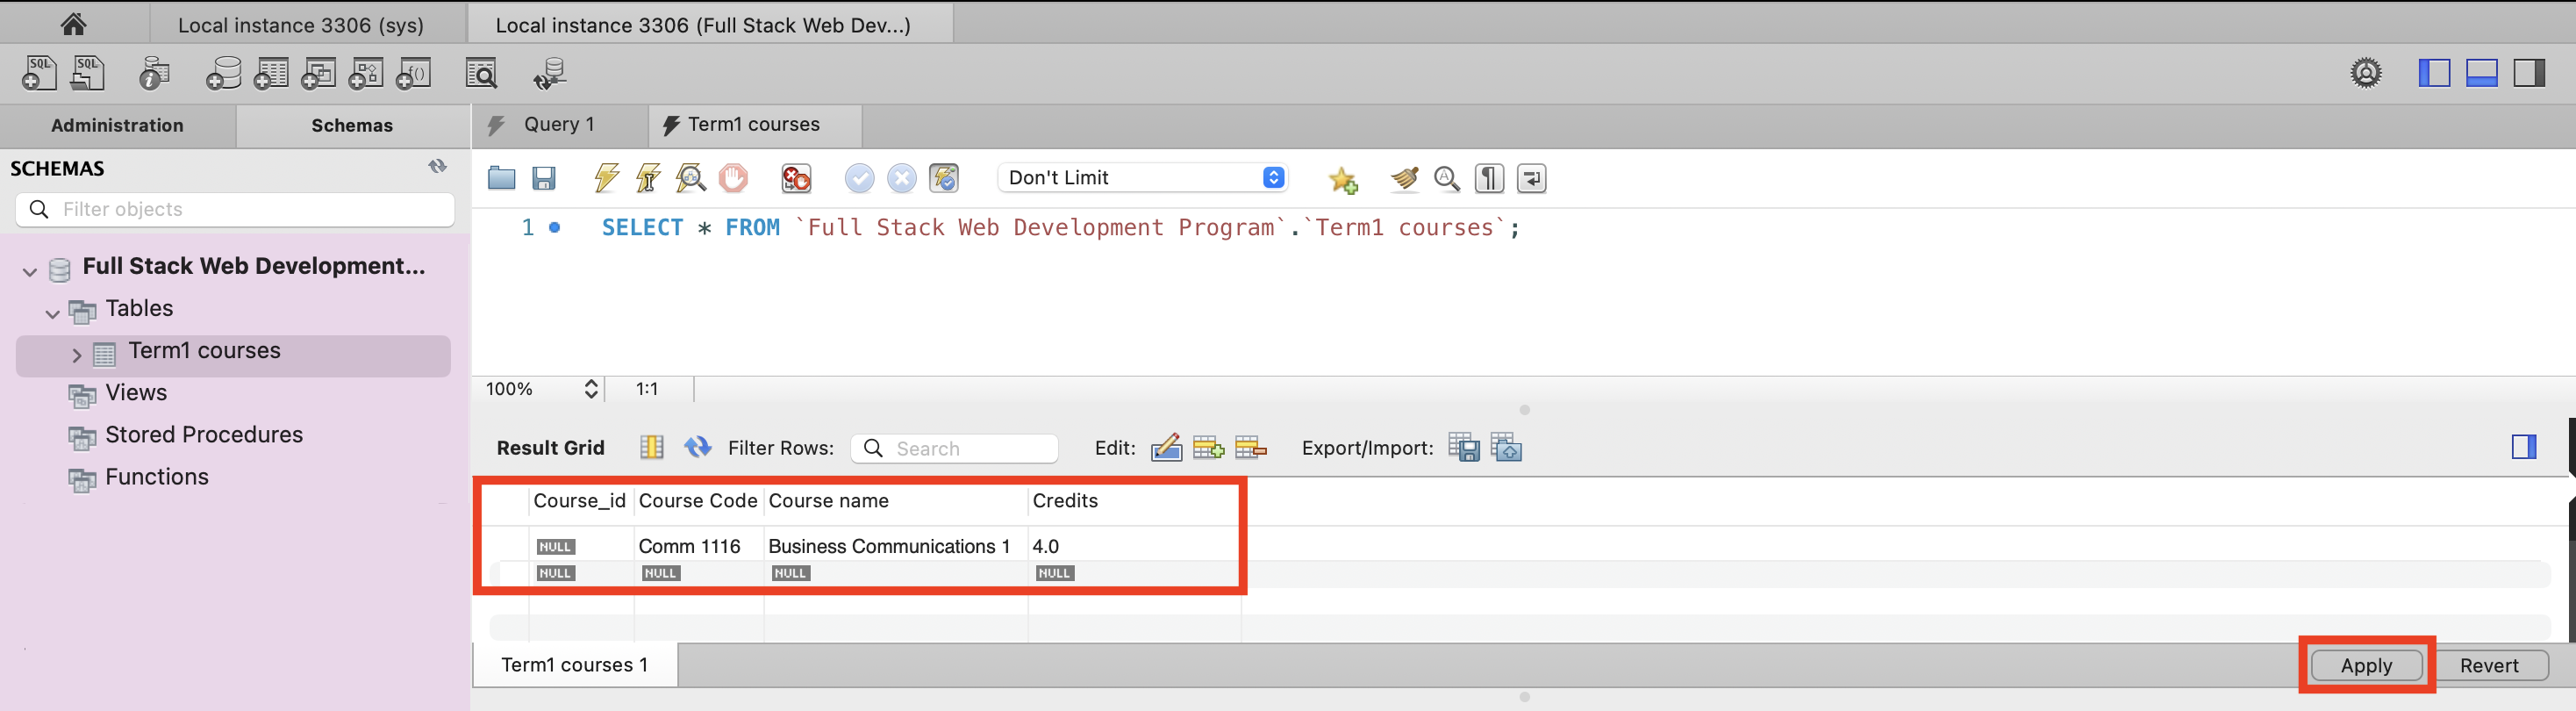 Local instance 3306 (sys)
Local instance 3306 (Full Stack Web Dev...)
SQL
SQL
Administration
Schemas
Query 1
Term1 courses
SCHEMAS
Filter objects
Don't Limit
1 SELECT * FROM `Full Stack Web Development Program`.`Term1 courses`;
Full Stack Web Development...
Tables
Term1 courses
Views
Stored Procedures
Functions
100% 1:1
Result Grid Filter Rows: Search Edit: Export/Import:
Course_id Course Code Course name Credits
NULL Comm 1116 Business Communications 1 4.0
NULL NULL NULL NULL
Term1 courses 1
Apply
Revert